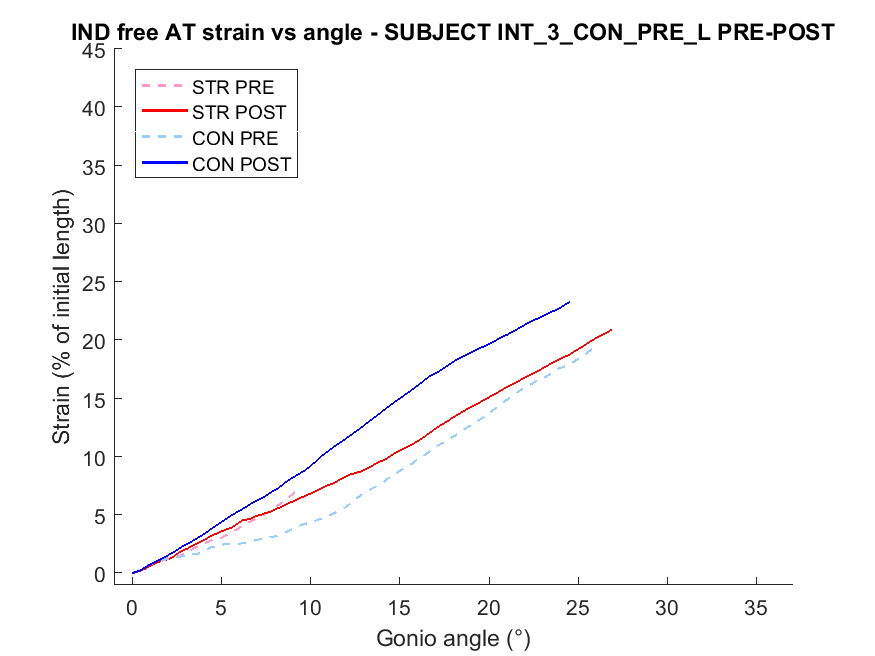 IND free AT strain vs angle - SUBJECT INT_3_CON_PRE_L PRE-POST
45
40
35
30
25
20
15
10
5
0
Strain (% of initial length)
STR PRE
STR POST
CON PRE
CON POST
0 5 10 15 20 25 30 35
Gonio angle (°)